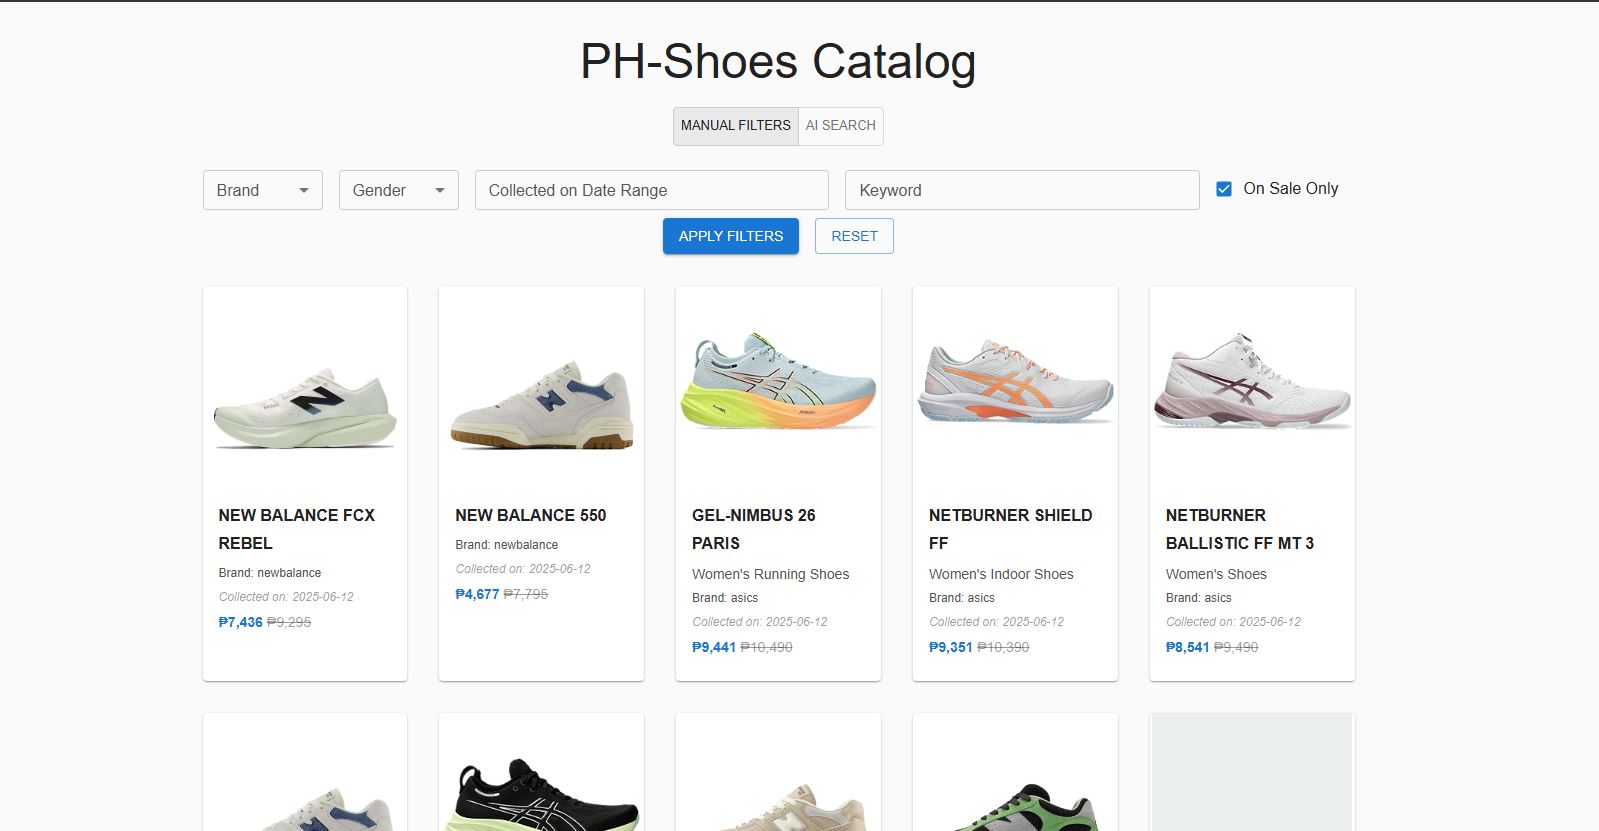 PH-Shoes Catalog
MANUAL FILTERS
AI SEARCH
Brand
Gender
Collected on Date Range
Keyword
On Sale Only
APPLY FILTERS
RESET
NEW BALANCE FCX
REBEL
Brand: newbalance
Collected on: 2025-06-12
₱7,436 ₱9,295
NEW BALANCE 550
Brand: newbalance
Collected on: 2025-06-12
₱4,677 ₱7,795
GEL-NIMBUS 26
PARIS
Women's Running Shoes
Brand: asics
Collected on: 2025-06-12
₱9,441 ₱10,490
NETBURNER SHIELD
FF
Women's Indoor Shoes
Brand: asics
Collected on: 2025-06-12
₱9,351 ₱10,390
NETBURNER
BALLISTIC FF MT 3
Women's Shoes
Brand: asics
Collected on: 2025-06-12
₱8,541 ₱9,490